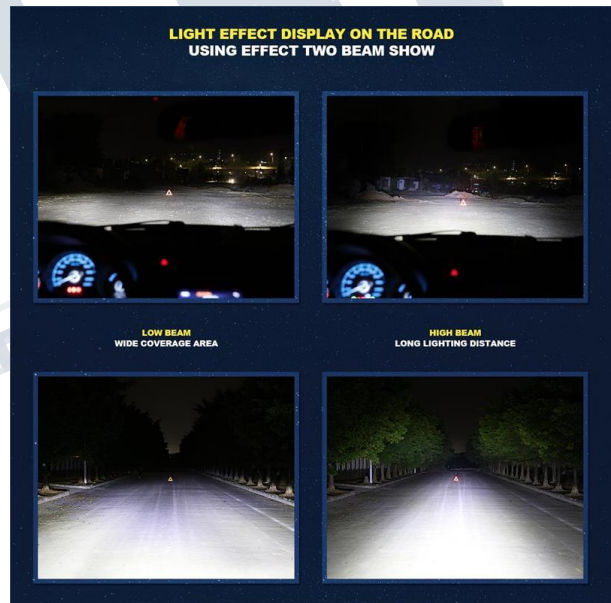 LIGHT EFFECT DISPLAY ON THE ROAD
USING EFFECT TWO BEAM SHOW
LOW BEAM
WIDE COVERAGE AREA
HIGH BEAM
LONG LIGHTING DISTANCE